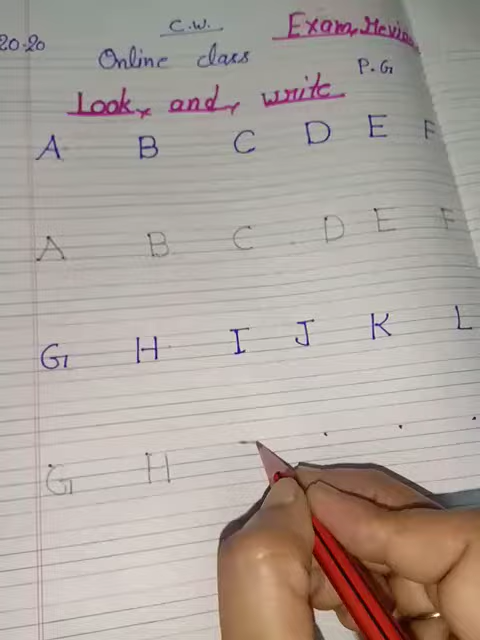 20.20 C.W. Exam, Revision
Online class P.G
Look, and, write
A B C D E F
A B C D E F
G H I J K L
G H